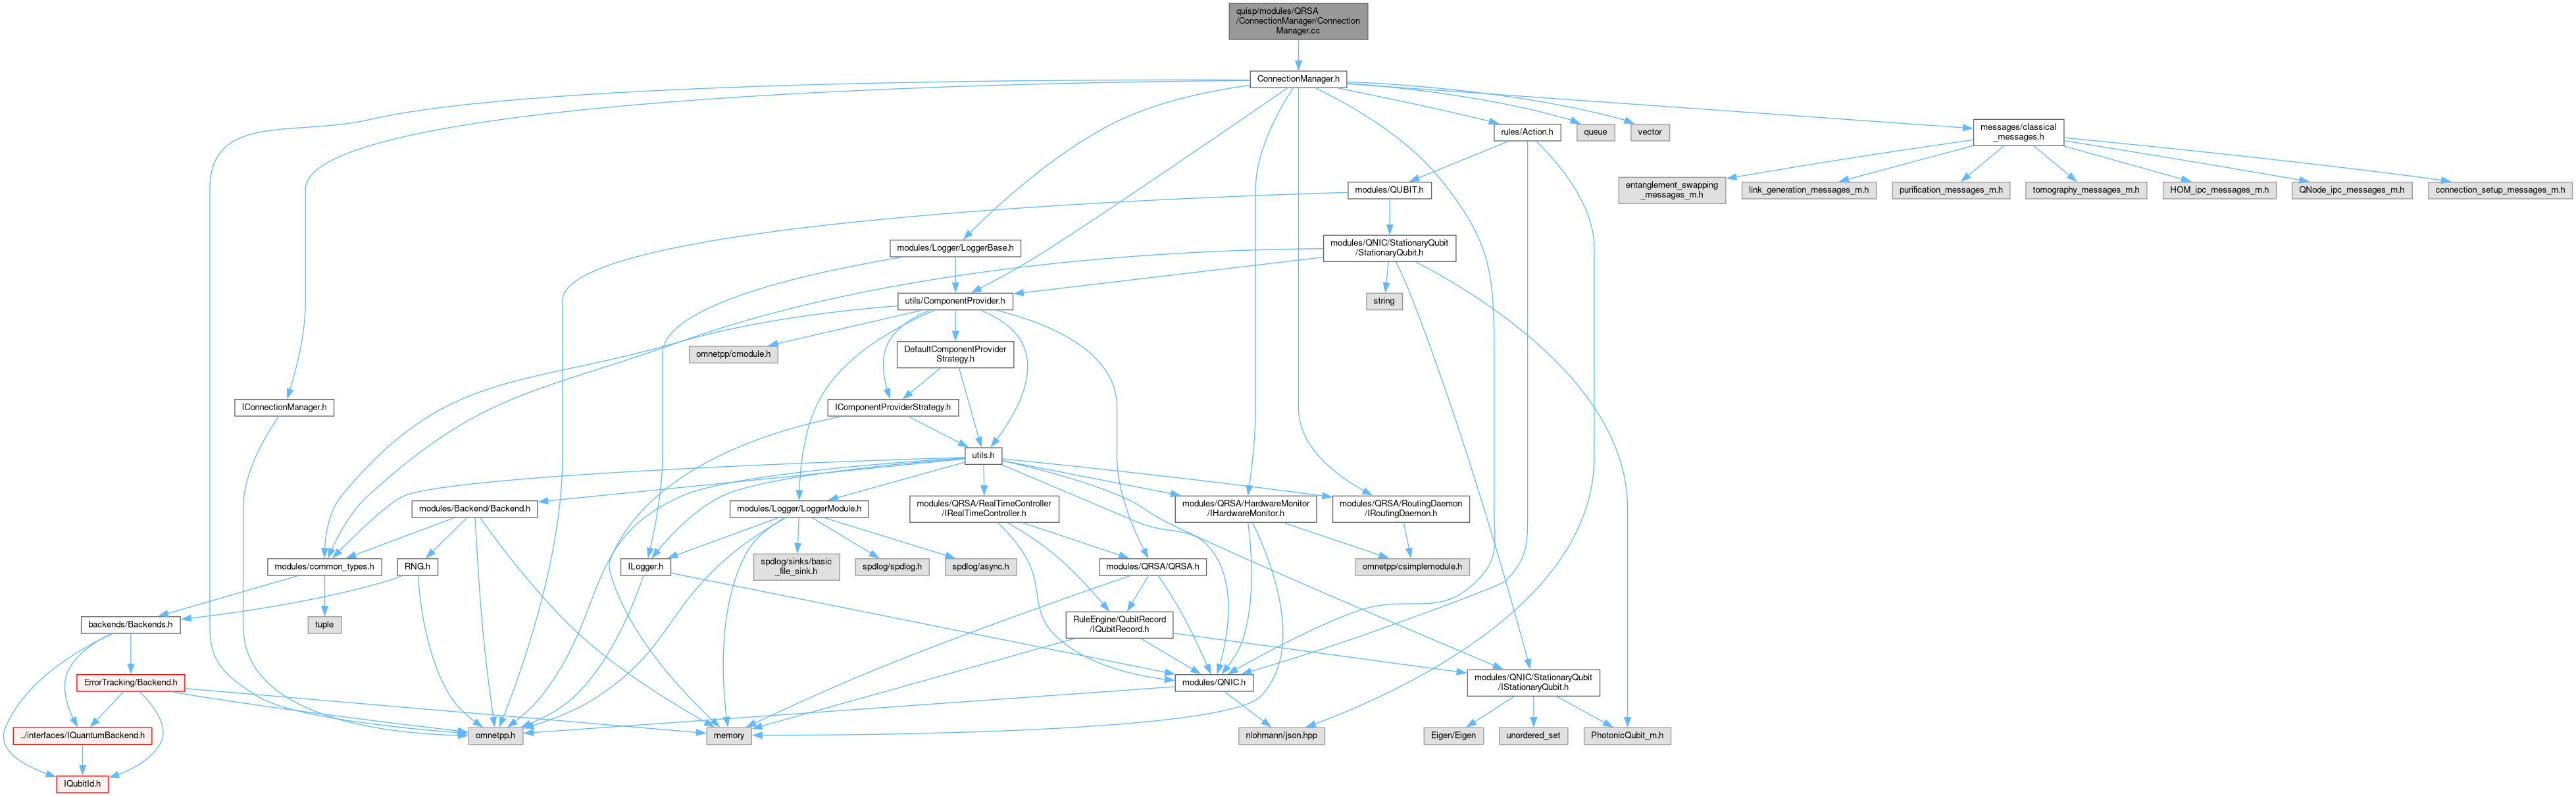 quisp/modules/QRSA
/ConnectionManager/Connection
Manager.cc
ConnectionManager.h
rules/Action.h
queue
vector
messages/classical
_messages.h
modules/QUBIT.h
entanglement_swapping
_messages_m.h
link_generation_messages_m.h
purification_messages_m.h
tomography_messages_m.h
HOM_ipc_messages_m.h
QNode_ipc_messages_m.h
connection_setup_messages_m.h
modules/Logger/LoggerBase.h
modules/QNIC/StationaryQubit
/StationaryQubit.h
utils/ComponentProvider.h
string
omnetpp/cmodule.h
DefaultComponentProvider
Strategy.h
IConnectionManager.h
IComponentProviderStrategy.h
utils.h
modules/Backend/Backend.h
modules/Logger/LoggerModule.h
modules/QRSA/RealTimeController
/IRealTimeController.h
modules/QRSA/HardwareMonitor
/IHardwareMonitor.h
modules/QRSA/RoutingDaemon
/IRoutingDaemon.h
modules/common_types.h
RNG.h
ILogger.h
spdlog/sinks/basic
_file_sink.h
spdlog/spdlog.h
spdlog/async.h
modules/QRSA/QRSA.h
omnetpp/csimplemodule.h
backends/Backends.h
tuple
RuleEngine/QubitRecord
/IQubitRecord.h
ErrorTracking/Backend.h
modules/QNIC.h
modules/QNIC/StationaryQubit
/IStationaryQubit.h
../interfaces/IQuantumBackend.h
omnetpp.h
memory
nlohmann/json.hpp
Eigen/Eigen
unordered_set
PhotonicQubit_m.h
IQubitId.h